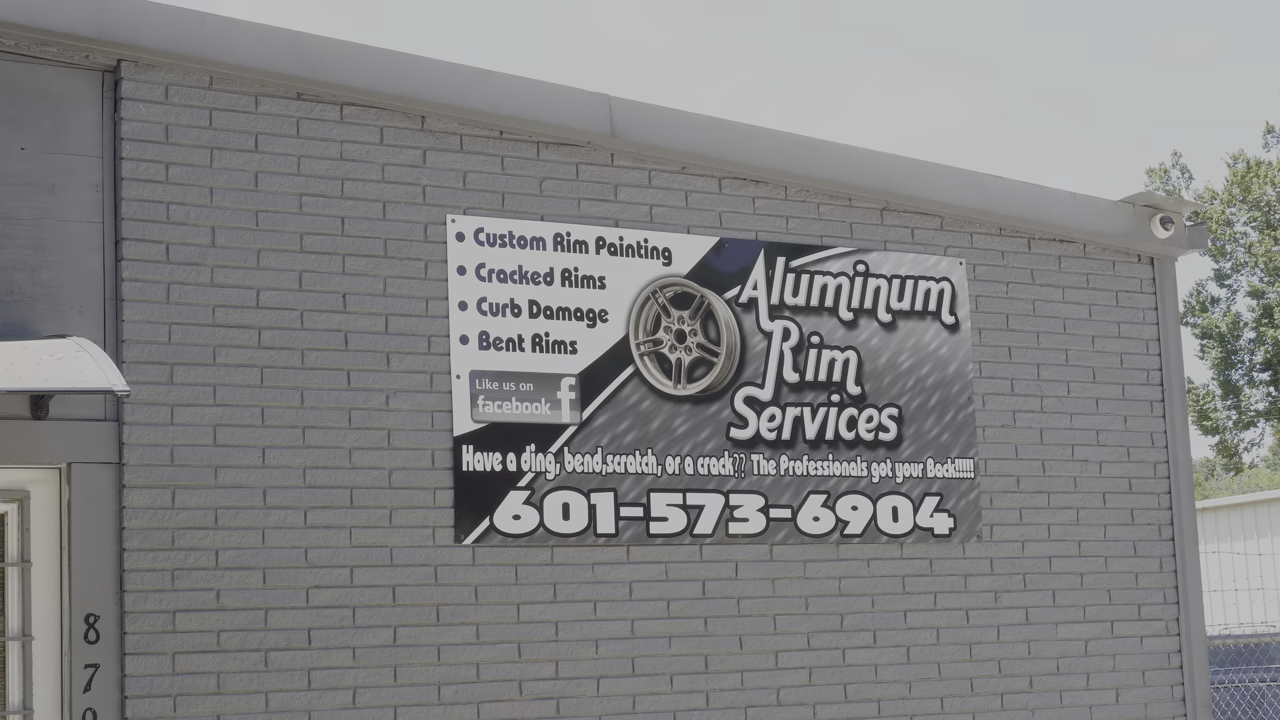 • Custom Rim Painting
• Cracked Rims
• Curb Damage
• Bent Rims
Like us on
facebook f
Aluminum
Rim
Services
Have a ding, bend,scratch, or a crack?? The Professionals got your Back!!!!!
601-573-6904
8
7